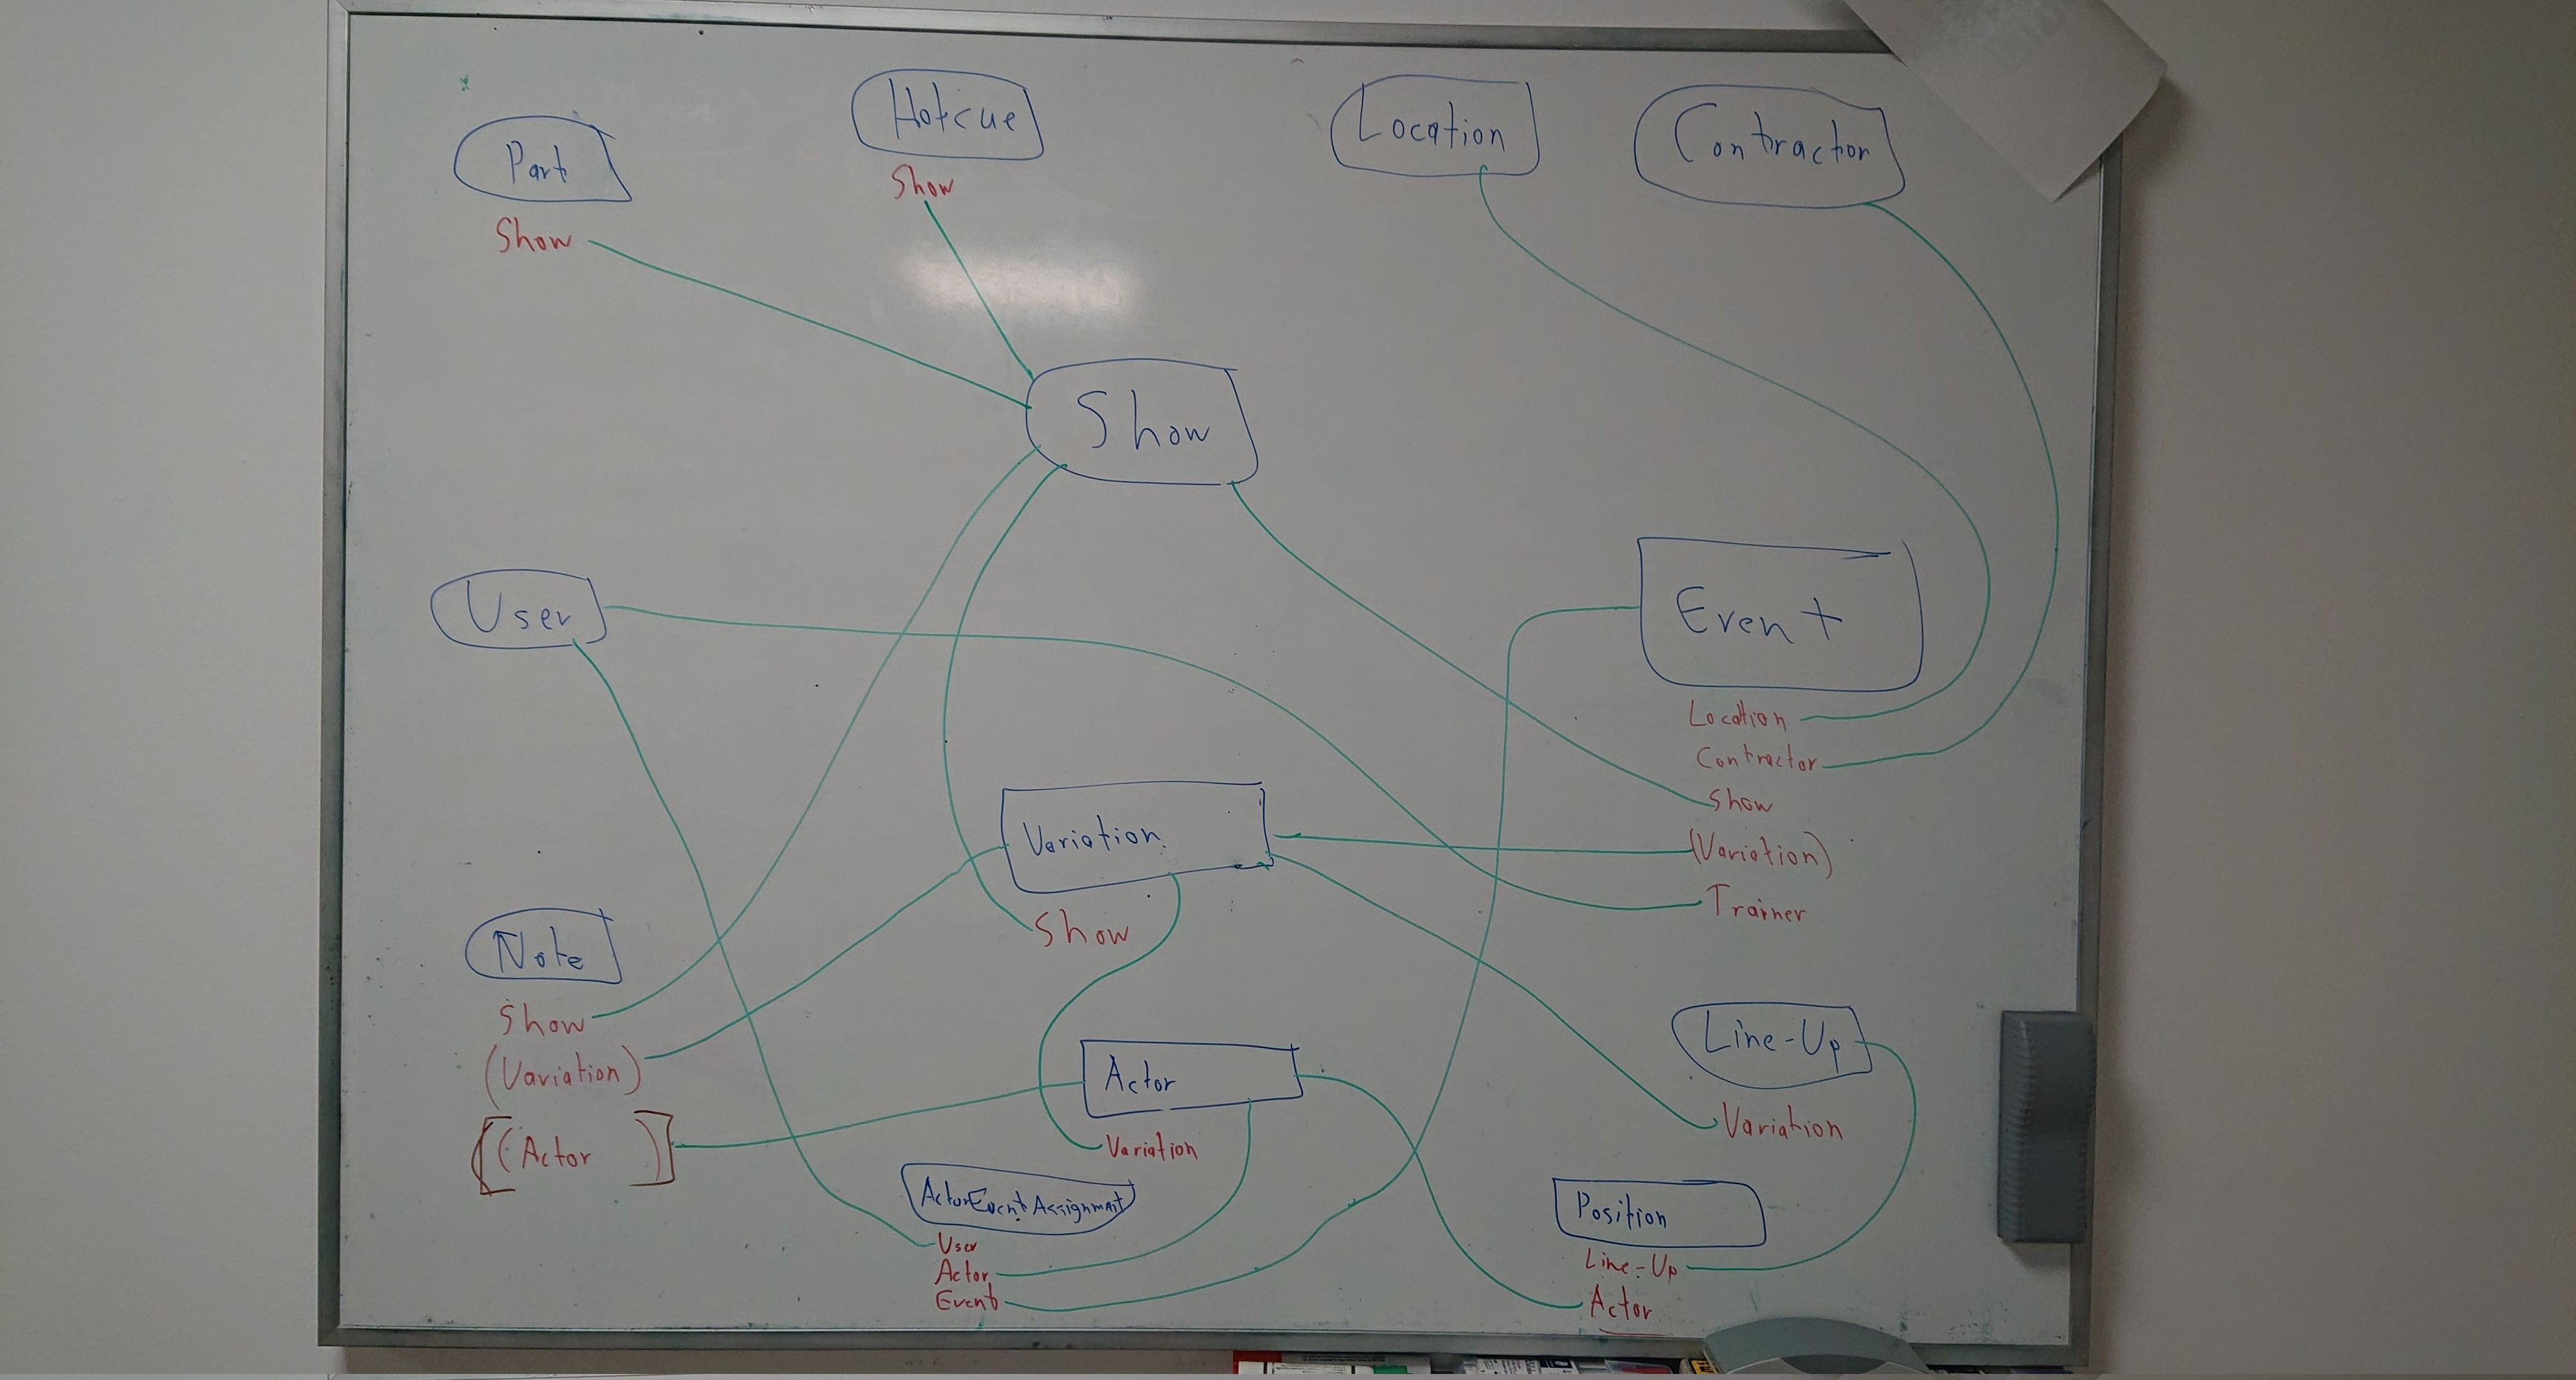 Part
Show
Hotcue
Show
Location
Contractor
Show
User
Event
Location
Contractor
Show
(Variation)
Trainer
Variation
Show
Note
Show
(Variation)
[(Actor )]
Actor
Variation
ActorEventAssignment
User
Actor
Event
Line-Up
Variation
Position
Line-Up
Actor